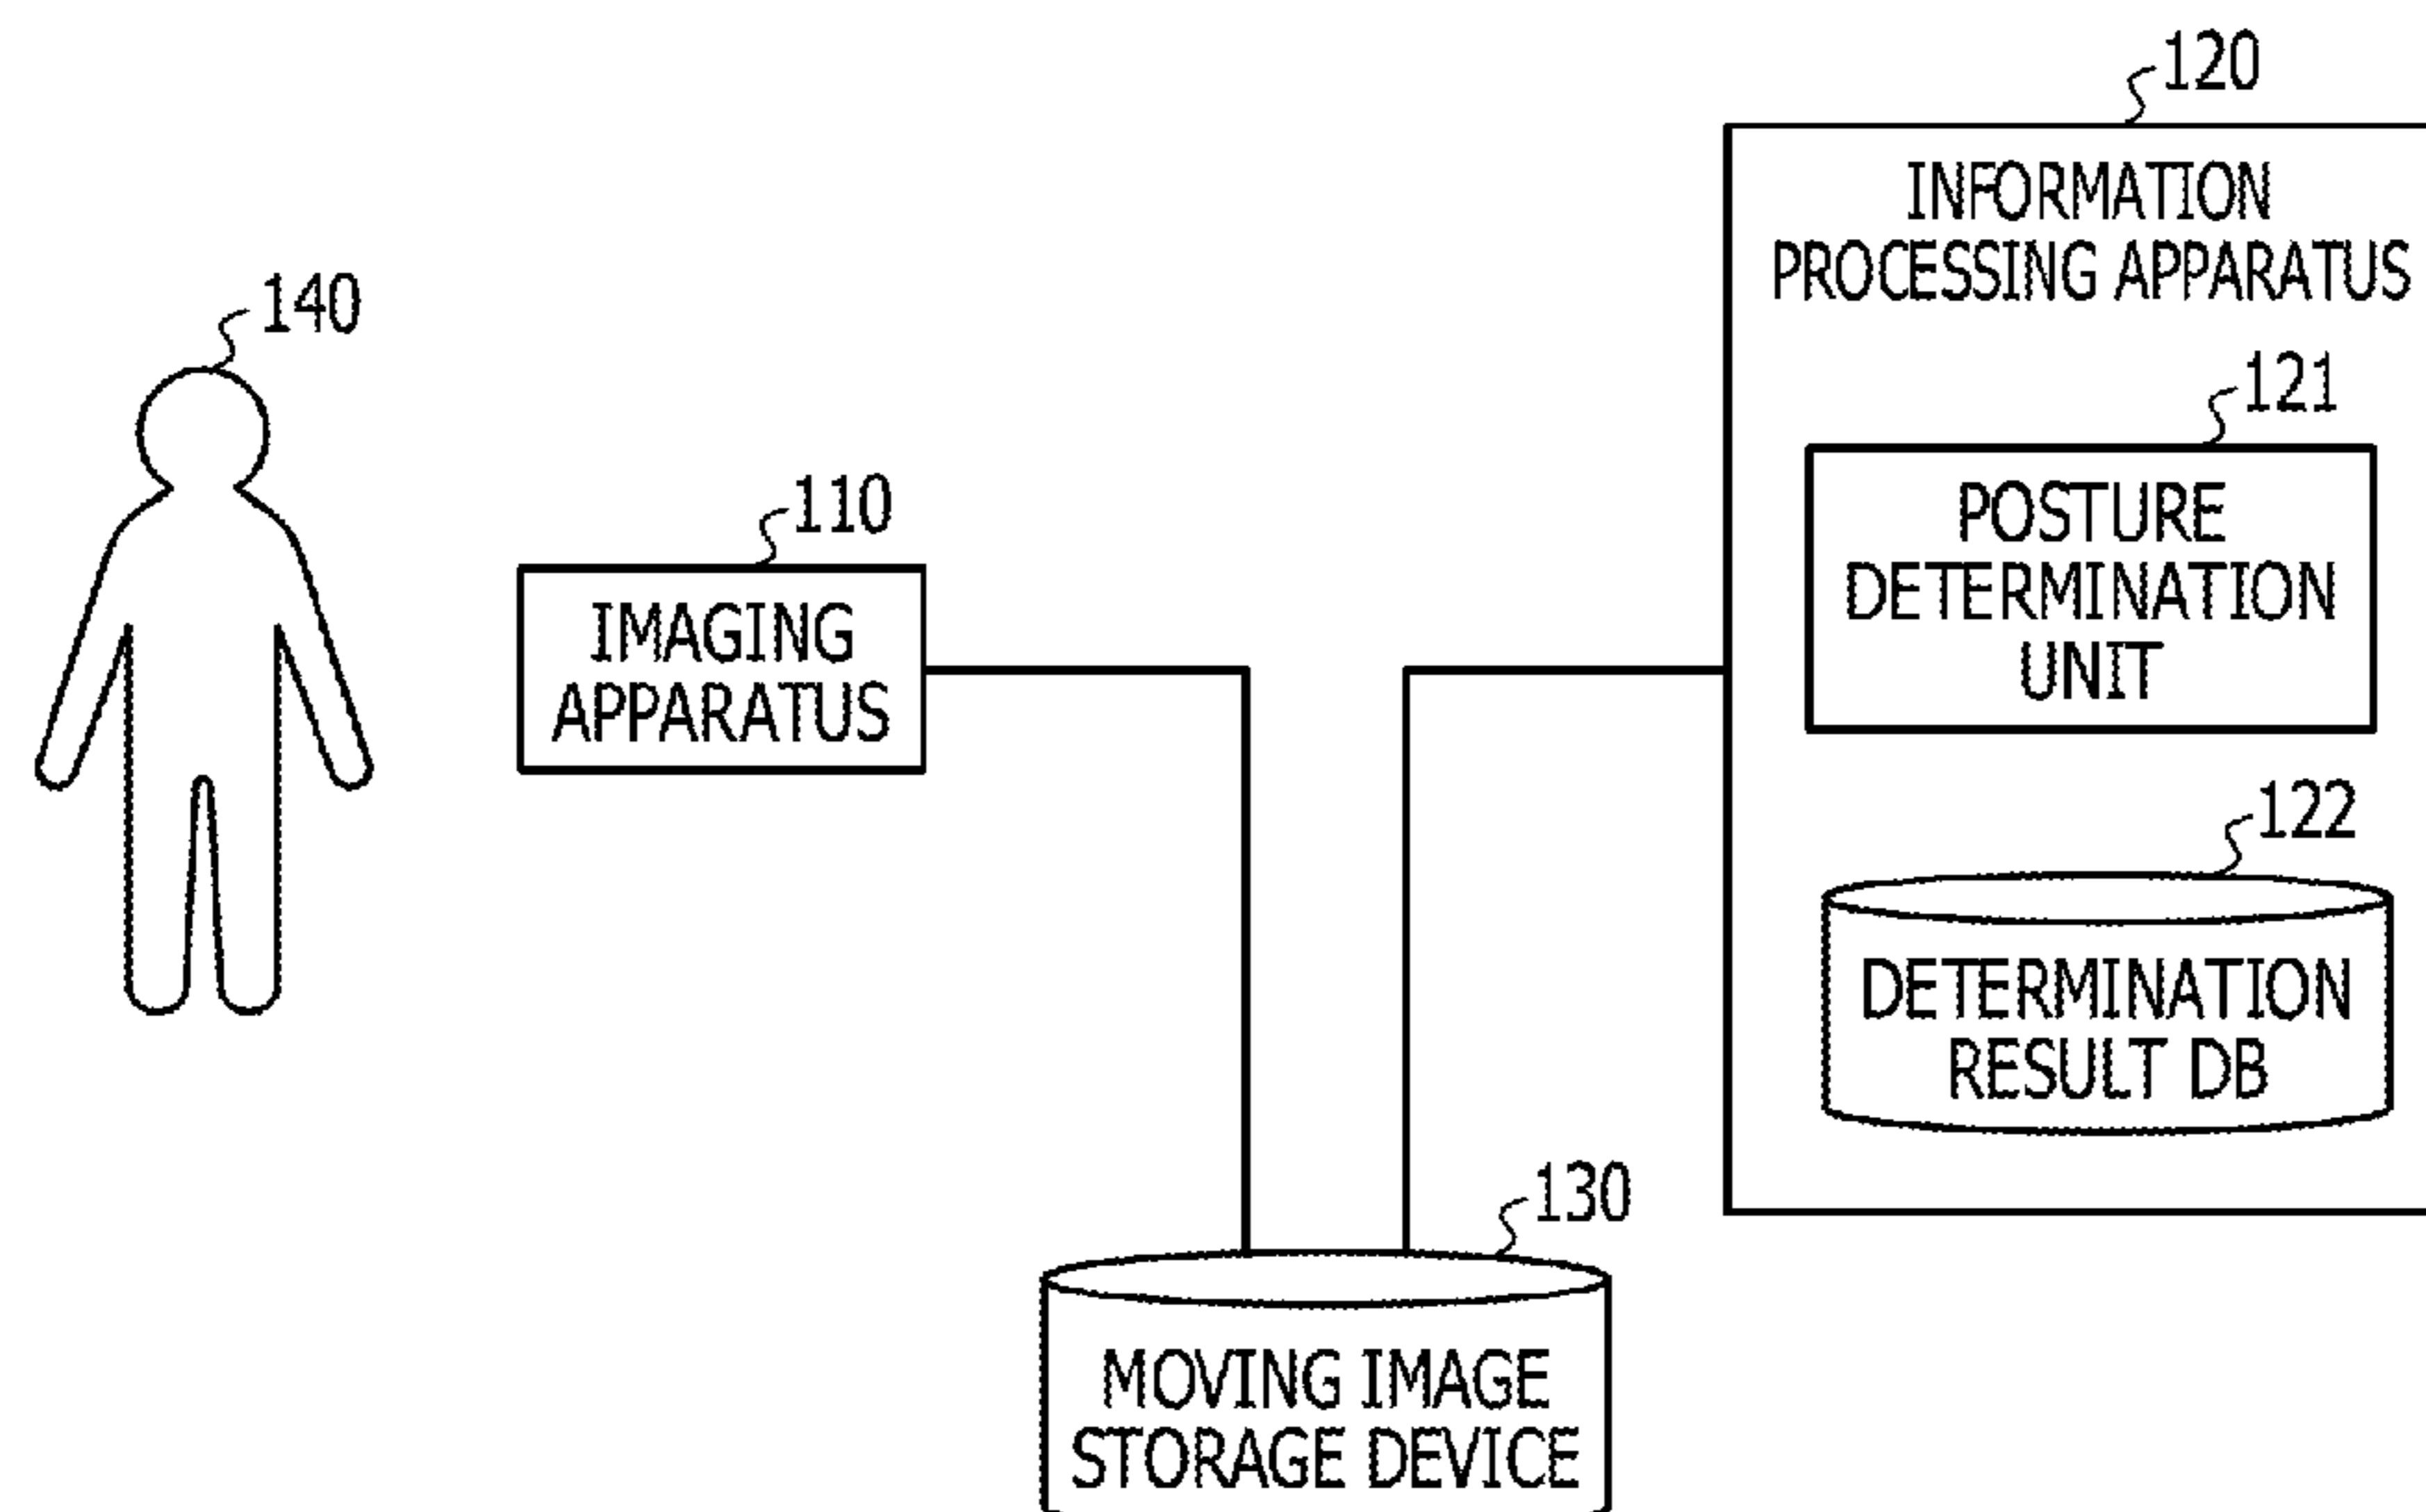 120
INFORMATION
PROCESSING APPARATUS
140
121
110
POSTURE
DETERMINATION
UNIT
IMAGING
APPARATUS
122
DETERMINATION
RESULT DB
130
MOVING IMAGE
STORAGE DEVICE